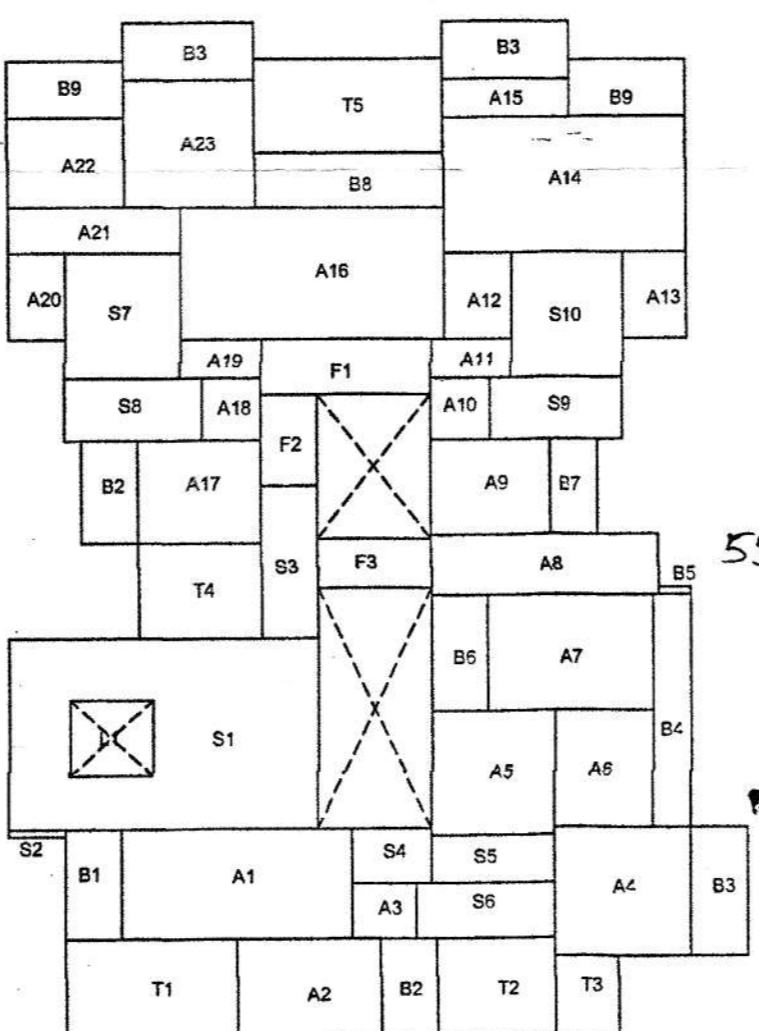 B3 B3
B9 T5 A15 B9
A22 A23 B8 A14
A21 A16
A20 S7 A12 S10 A13
A19 F1 A11
S8 A18 F2 A10 S9
B2 A17 A9 B7
T4 S3 F3 A8 B5 55
B6 A7
S1 A5 A6 B4
S2 B1 A1 S4 S5 A4 B3
A3 S6
T1 A2 B2 T2 T3